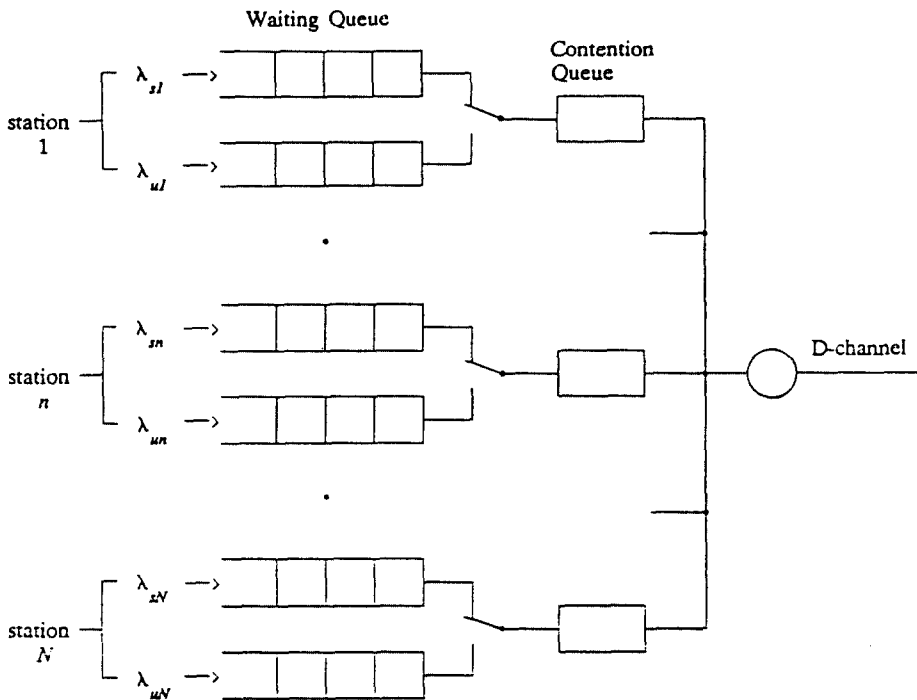 Waiting Queue
Contention
Queue
station
1
λs1
λu1
station
n
λsn
λun
D-channel
station
N
λsN
λuN